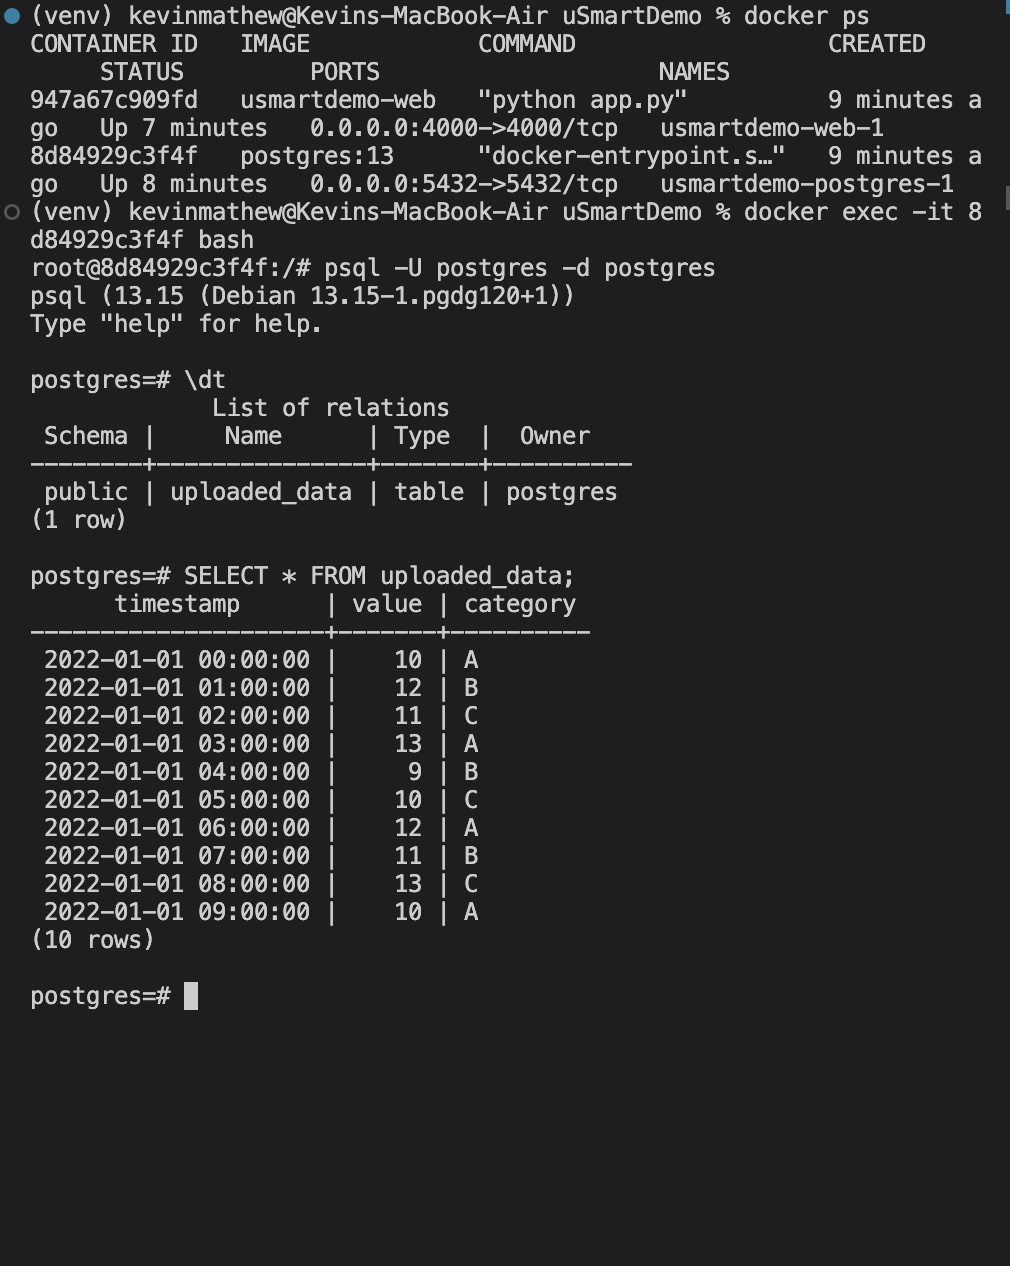 (venv) kevinmathew@Kevins-MacBook-Air uSmartDemo % docker ps
CONTAINER ID   IMAGE            COMMAND                  CREATED
     STATUS         PORTS                    NAMES
947a67c909fd   usmartdemo-web   "python app.py"          9 minutes a
go   Up 7 minutes   0.0.0.0:4000->4000/tcp   usmartdemo-web-1
8d84929c3f4f   postgres:13      "docker-entrypoint.s…"   9 minutes a
go   Up 8 minutes   0.0.0.0:5432->5432/tcp   usmartdemo-postgres-1
(venv) kevinmathew@Kevins-MacBook-Air uSmartDemo % docker exec -it 8
d84929c3f4f bash
root@8d84929c3f4f:/# psql -U postgres -d postgres
psql (13.15 (Debian 13.15-1.pgdg120+1))
Type "help" for help.

postgres=# \dt
             List of relations
 Schema |     Name      | Type  |  Owner
--------+---------------+-------+----------
 public | uploaded_data | table | postgres
(1 row)

postgres=# SELECT * FROM uploaded_data;
      timestamp      | value | category
---------------------+-------+----------
 2022-01-01 00:00:00 |    10 | A
 2022-01-01 01:00:00 |    12 | B
 2022-01-01 02:00:00 |    11 | C
 2022-01-01 03:00:00 |    13 | A
 2022-01-01 04:00:00 |     9 | B
 2022-01-01 05:00:00 |    10 | C
 2022-01-01 06:00:00 |    12 | A
 2022-01-01 07:00:00 |    11 | B
 2022-01-01 08:00:00 |    13 | C
 2022-01-01 09:00:00 |    10 | A
(10 rows)

postgres=#